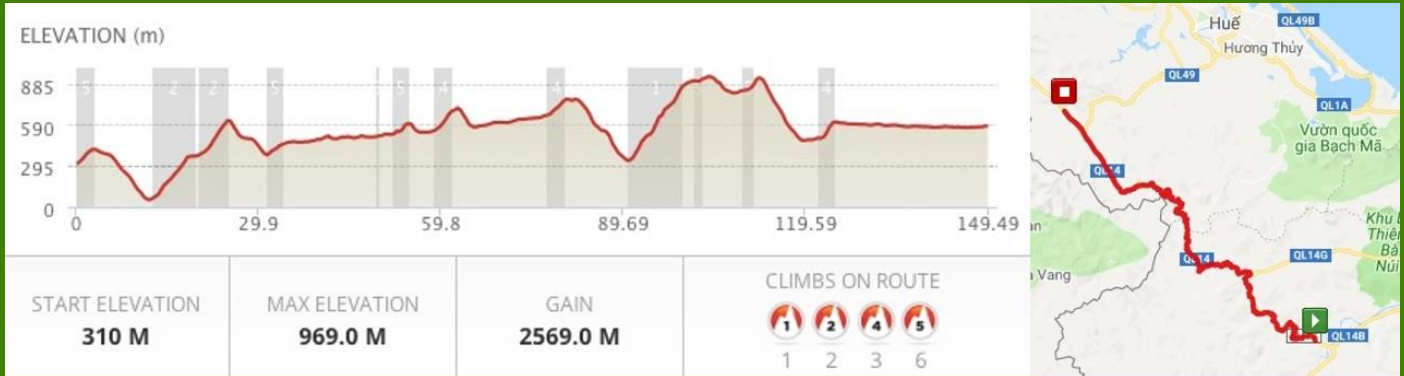 ELEVATION (m)
885
590
295
0
5
2
2
5
5
4
4
1
4
0
29.9
59.8
89.69
119.59
149.49
START ELEVATION
310 M
MAX ELEVATION
969.0 M
GAIN
2569.0 M
CLIMBS ON ROUTE
1 2 4 5
1 2 3 6
Huế
QL49B
Hương Thủy
QL49
QL1A
Vườn quốc
gia Bạch Mã
QL14
Khu
Thiê
Bà
Núi
QL14G
Vang
QL14B